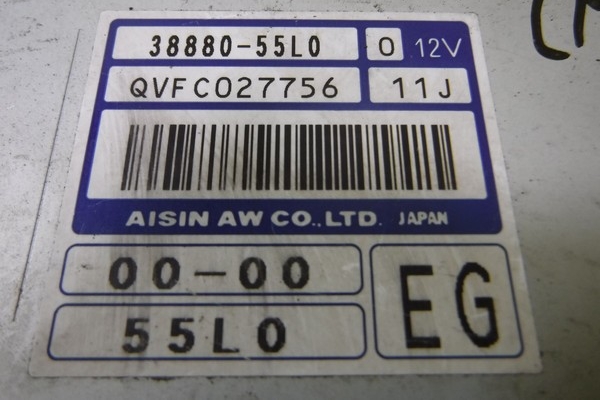 38880-55L0 0 12V
QVFC027756 11J
AISIN AW CO.,LTD. JAPAN
00-00
EG
55L0